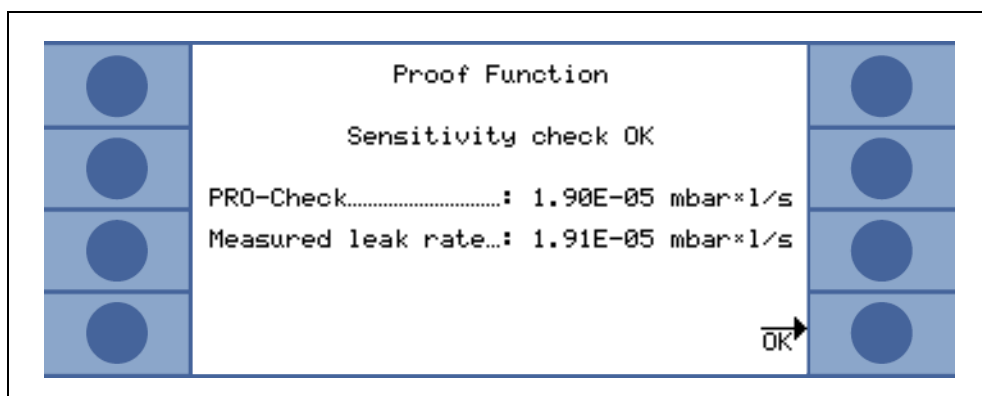 Proof Function
Sensitivity check OK
PRO-Check……………………………: 1.90E-05 mbar×l/s
Measured leak rate…: 1.91E-05 mbar×l/s
OK